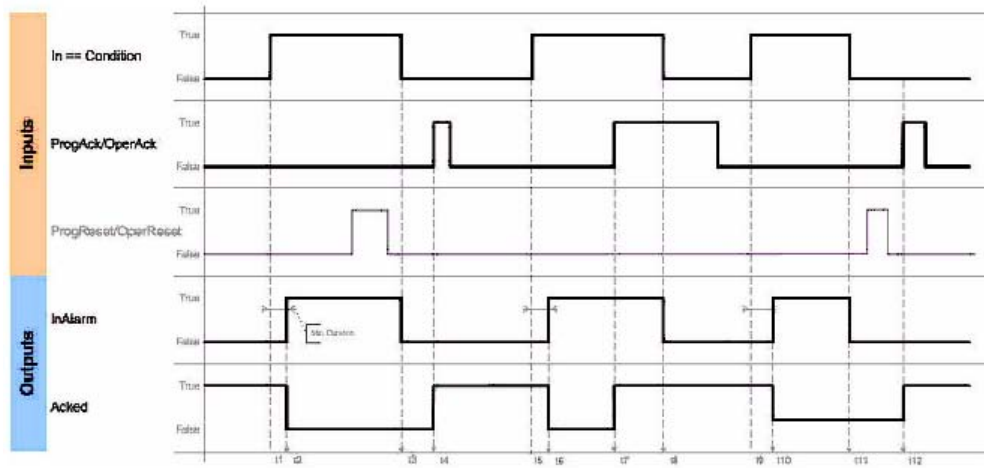 Inputs
In == Condition
True
False
ProgAck/OperAck
True
False
ProgReset/OperReset
True
False
Outputs
InAlarm
True
False
Min. Duration
Acked
True
False
t1 t2 t3 t4 t5 t6 t7 t8 t9 t10 t11 t12